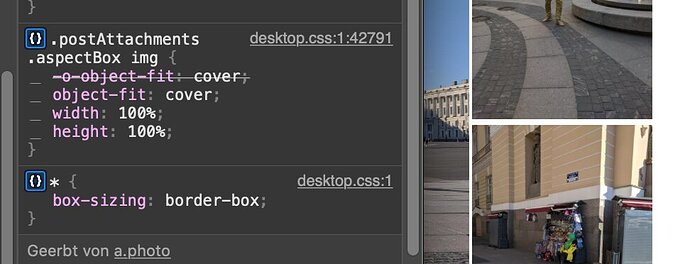 }
{} .postAttachments desktop.css:1:42791
.aspectBox img {
_ -o-object-fit: cover;
_ object-fit: cover;
_ width: 100%;
_ height: 100%;
}
{} * { desktop.css:1
box-sizing: border-box;
}
Geerbt von a.photo